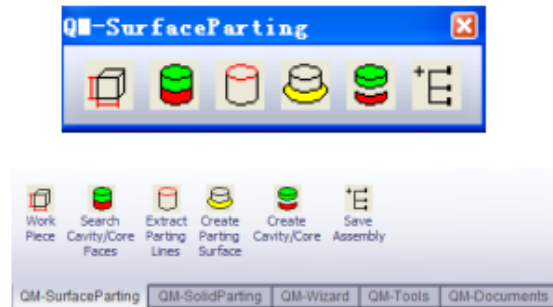 QM-SurfaceParting
Work Search Extract Create Create Save
Piece Cavity/Core Parting Parting Cavity/Core Assembly
Faces Lines Surface
QM-SurfaceParting QM-SolidParting QM-Wizard QM-Tools QM-Documents